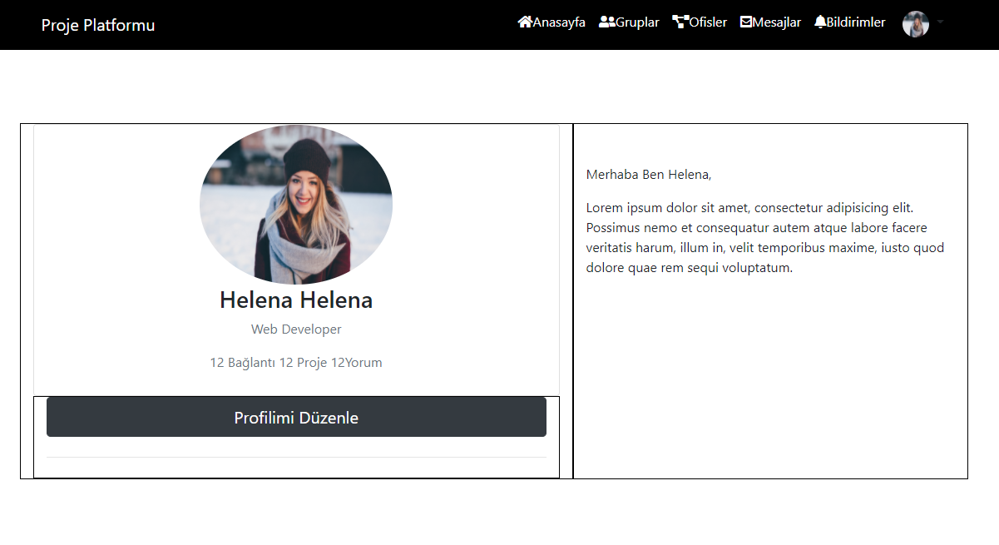 Proje Platformu
Anasayfa Gruplar Ofisler Mesajlar Bildirimler
Helena Helena
Web Developer
12 Bağlantı 12 Proje 12Yorum
Profilimi Düzenle
Merhaba Ben Helena,
Lorem ipsum dolor sit amet, consectetur adipisicing elit.
Possimus nemo et consequatur autem atque labore facere
veritatis harum, illum in, velit temporibus maxime, iusto quod
dolore quae rem sequi voluptatum.